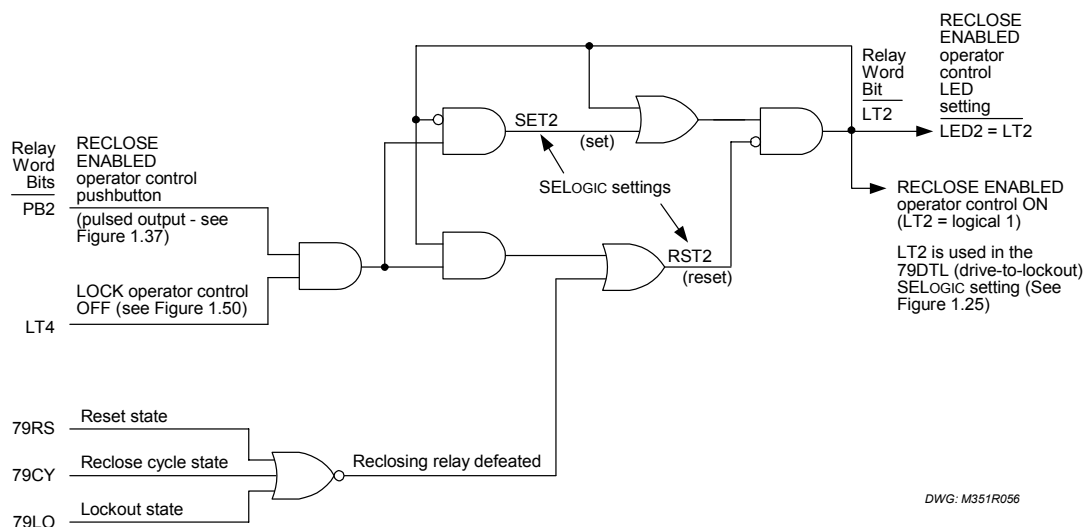 RECLOSE
ENABLED
operator
control
LED
setting
LED2 = LT2
Relay
Word
Bit
LT2
SET2
(set)
SELOGIC settings
Relay
Word
Bits
PB2
RECLOSE
ENABLED
operator control
pushbutton
(pulsed output - see
Figure 1.37)
RECLOSE ENABLED
operator control ON
(LT2 = logical 1)
LT2 is used in the
79DTL (drive-to-lockout)
SELOGIC setting (See
Figure 1.25)
RST2
(reset)
LOCK operator control
OFF (see Figure 1.50)
LT4
79RS
Reset state
79CY
Reclose cycle state
Reclosing relay defeated
79LO
Lockout state
DWG: M351R056